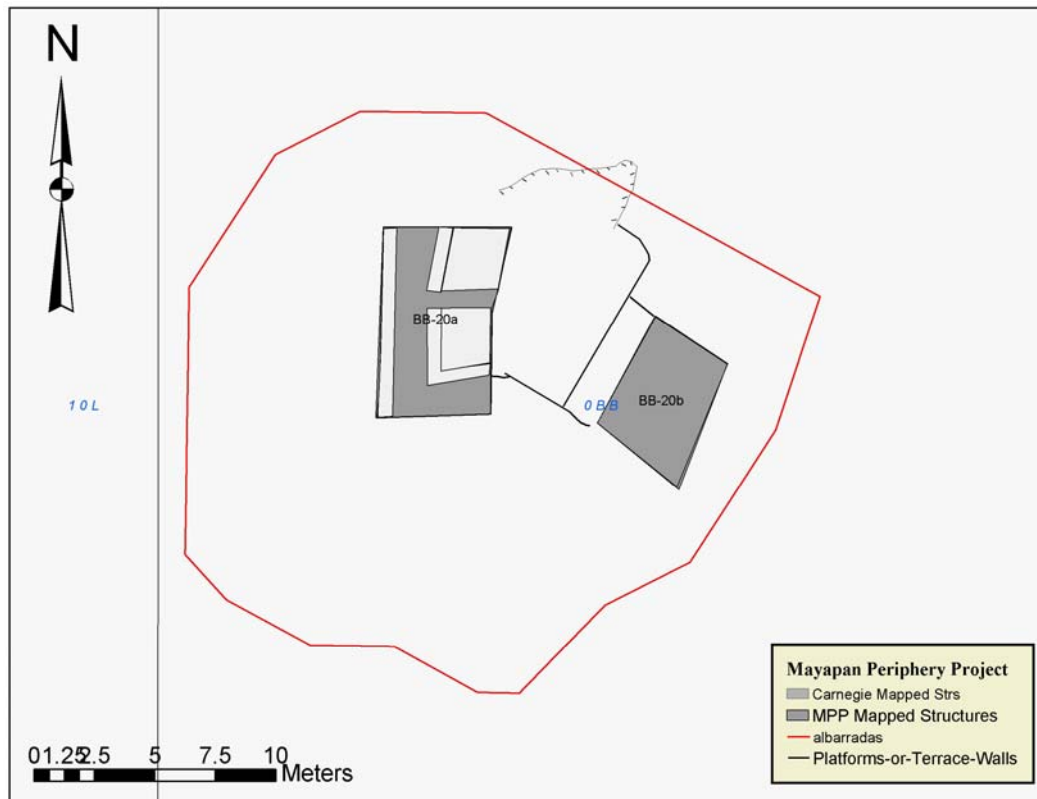 N
BB-20a
10L
0BB
BB-20b
Mayapan Periphery Project
Carnegie Mapped Strs
MPP Mapped Structures
albarradas
Platforms-or-Terrace-Walls
01.252.5 5 7.5 10
Meters